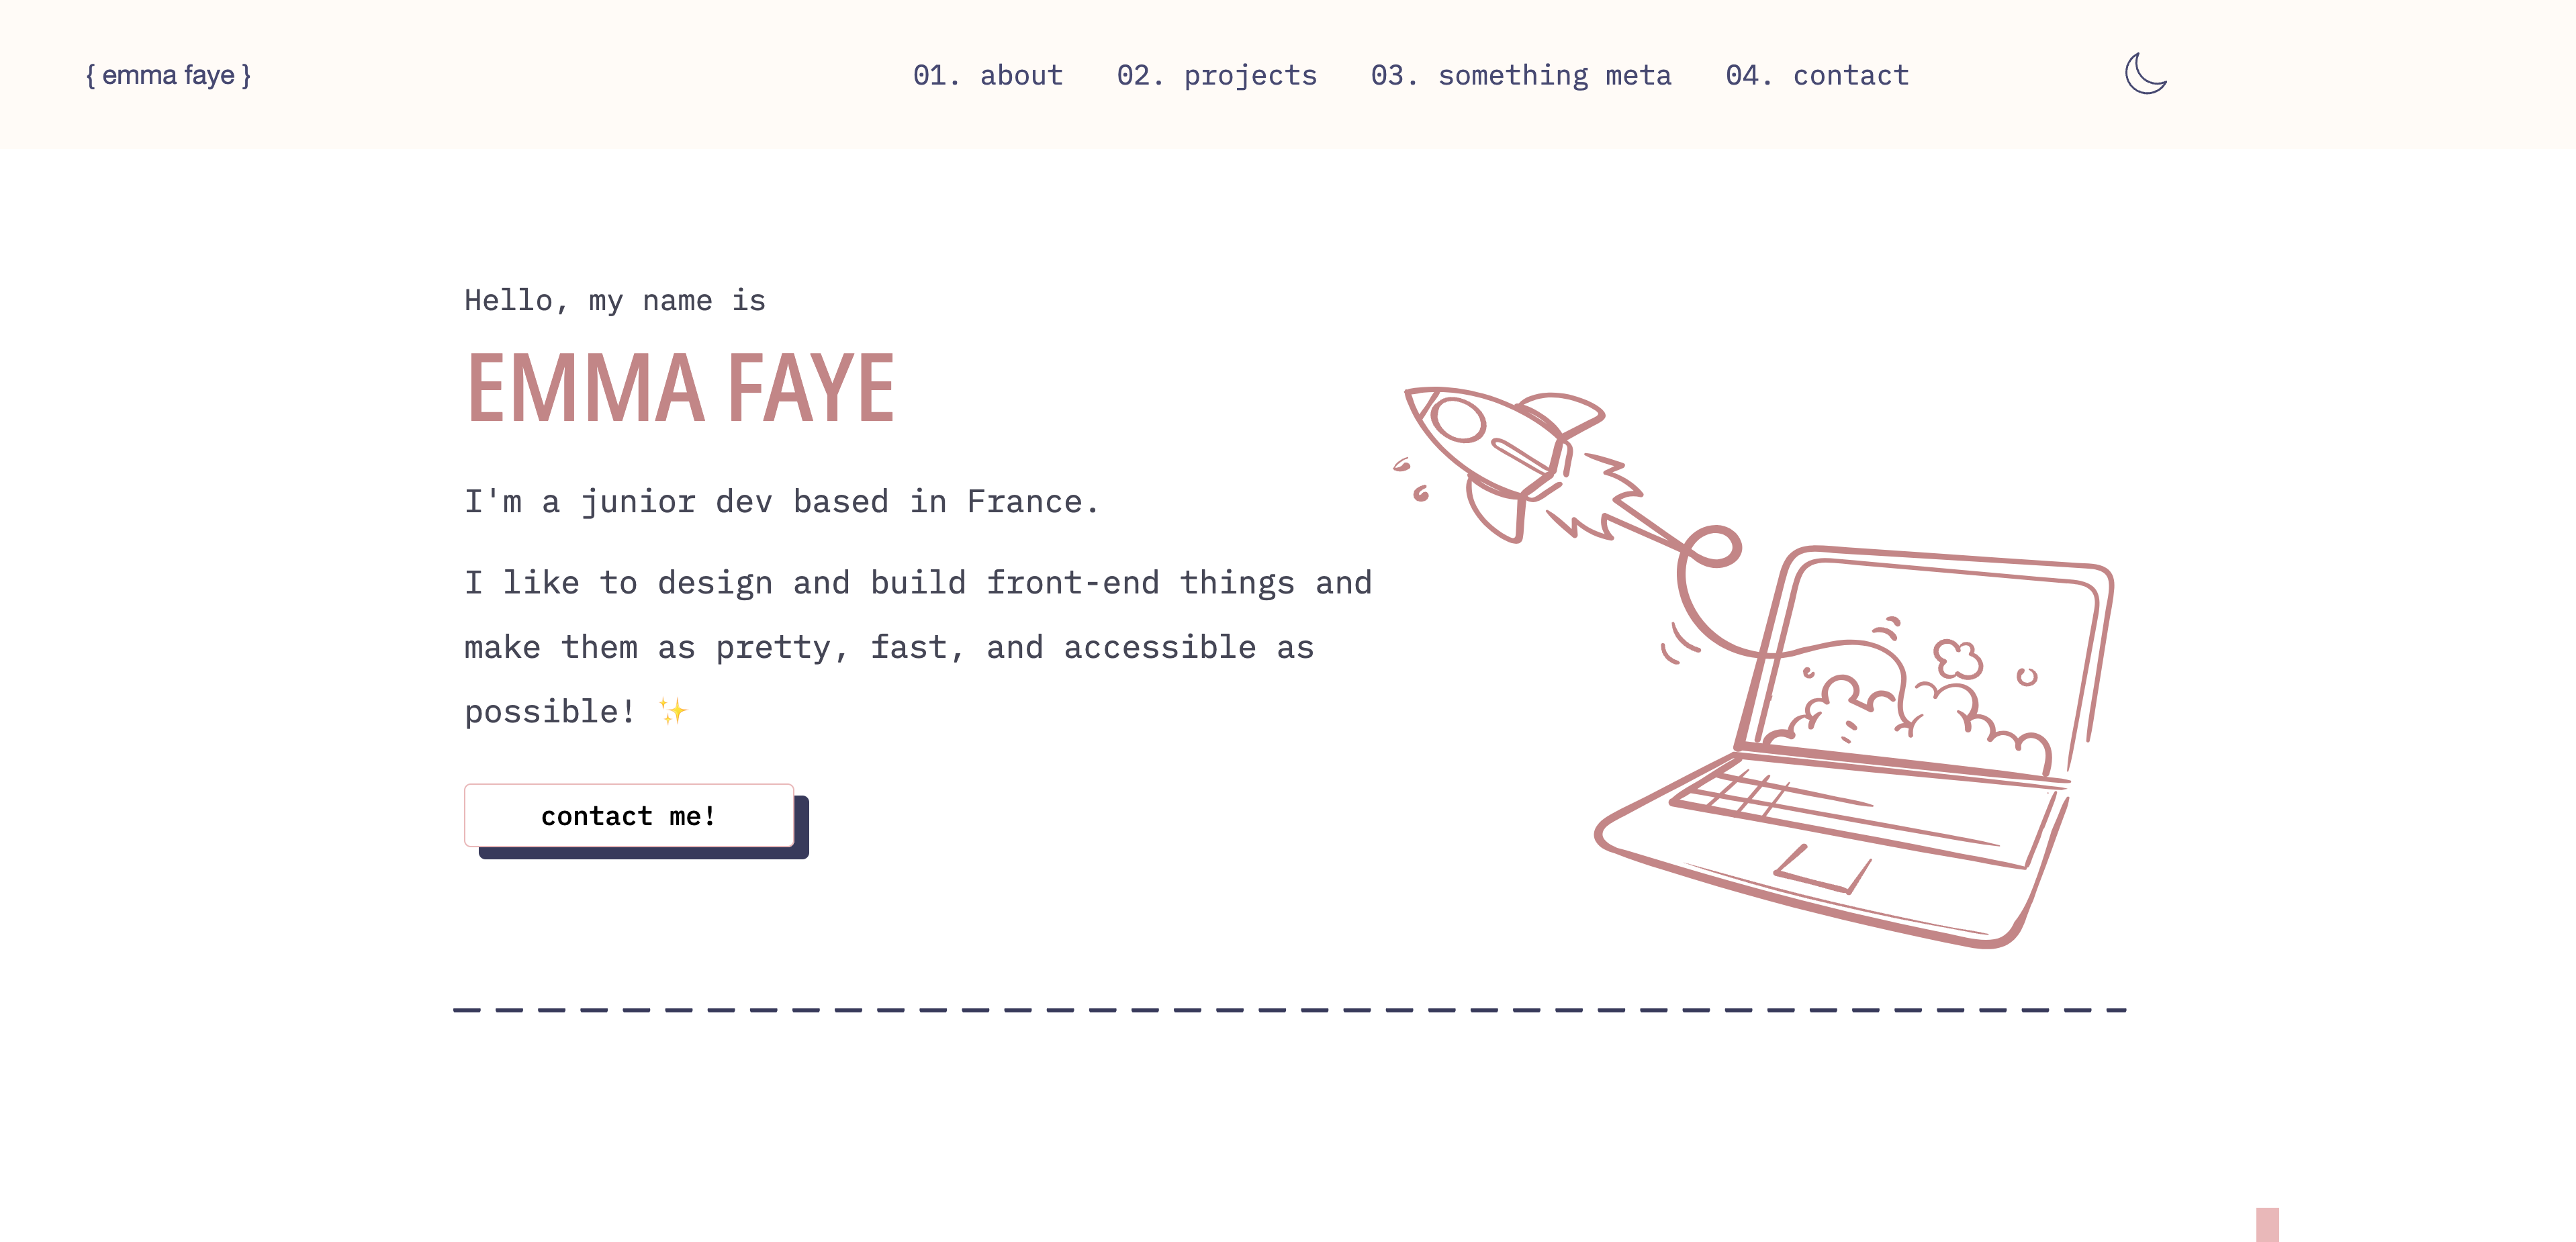 { emma faye }
01. about 02. projects 03. something meta 04. contact
Hello, my name is
EMMA FAYE
I'm a junior dev based in France.
I like to design and build front-end things and
make them as pretty, fast, and accessible as
possible! ✨
contact me!